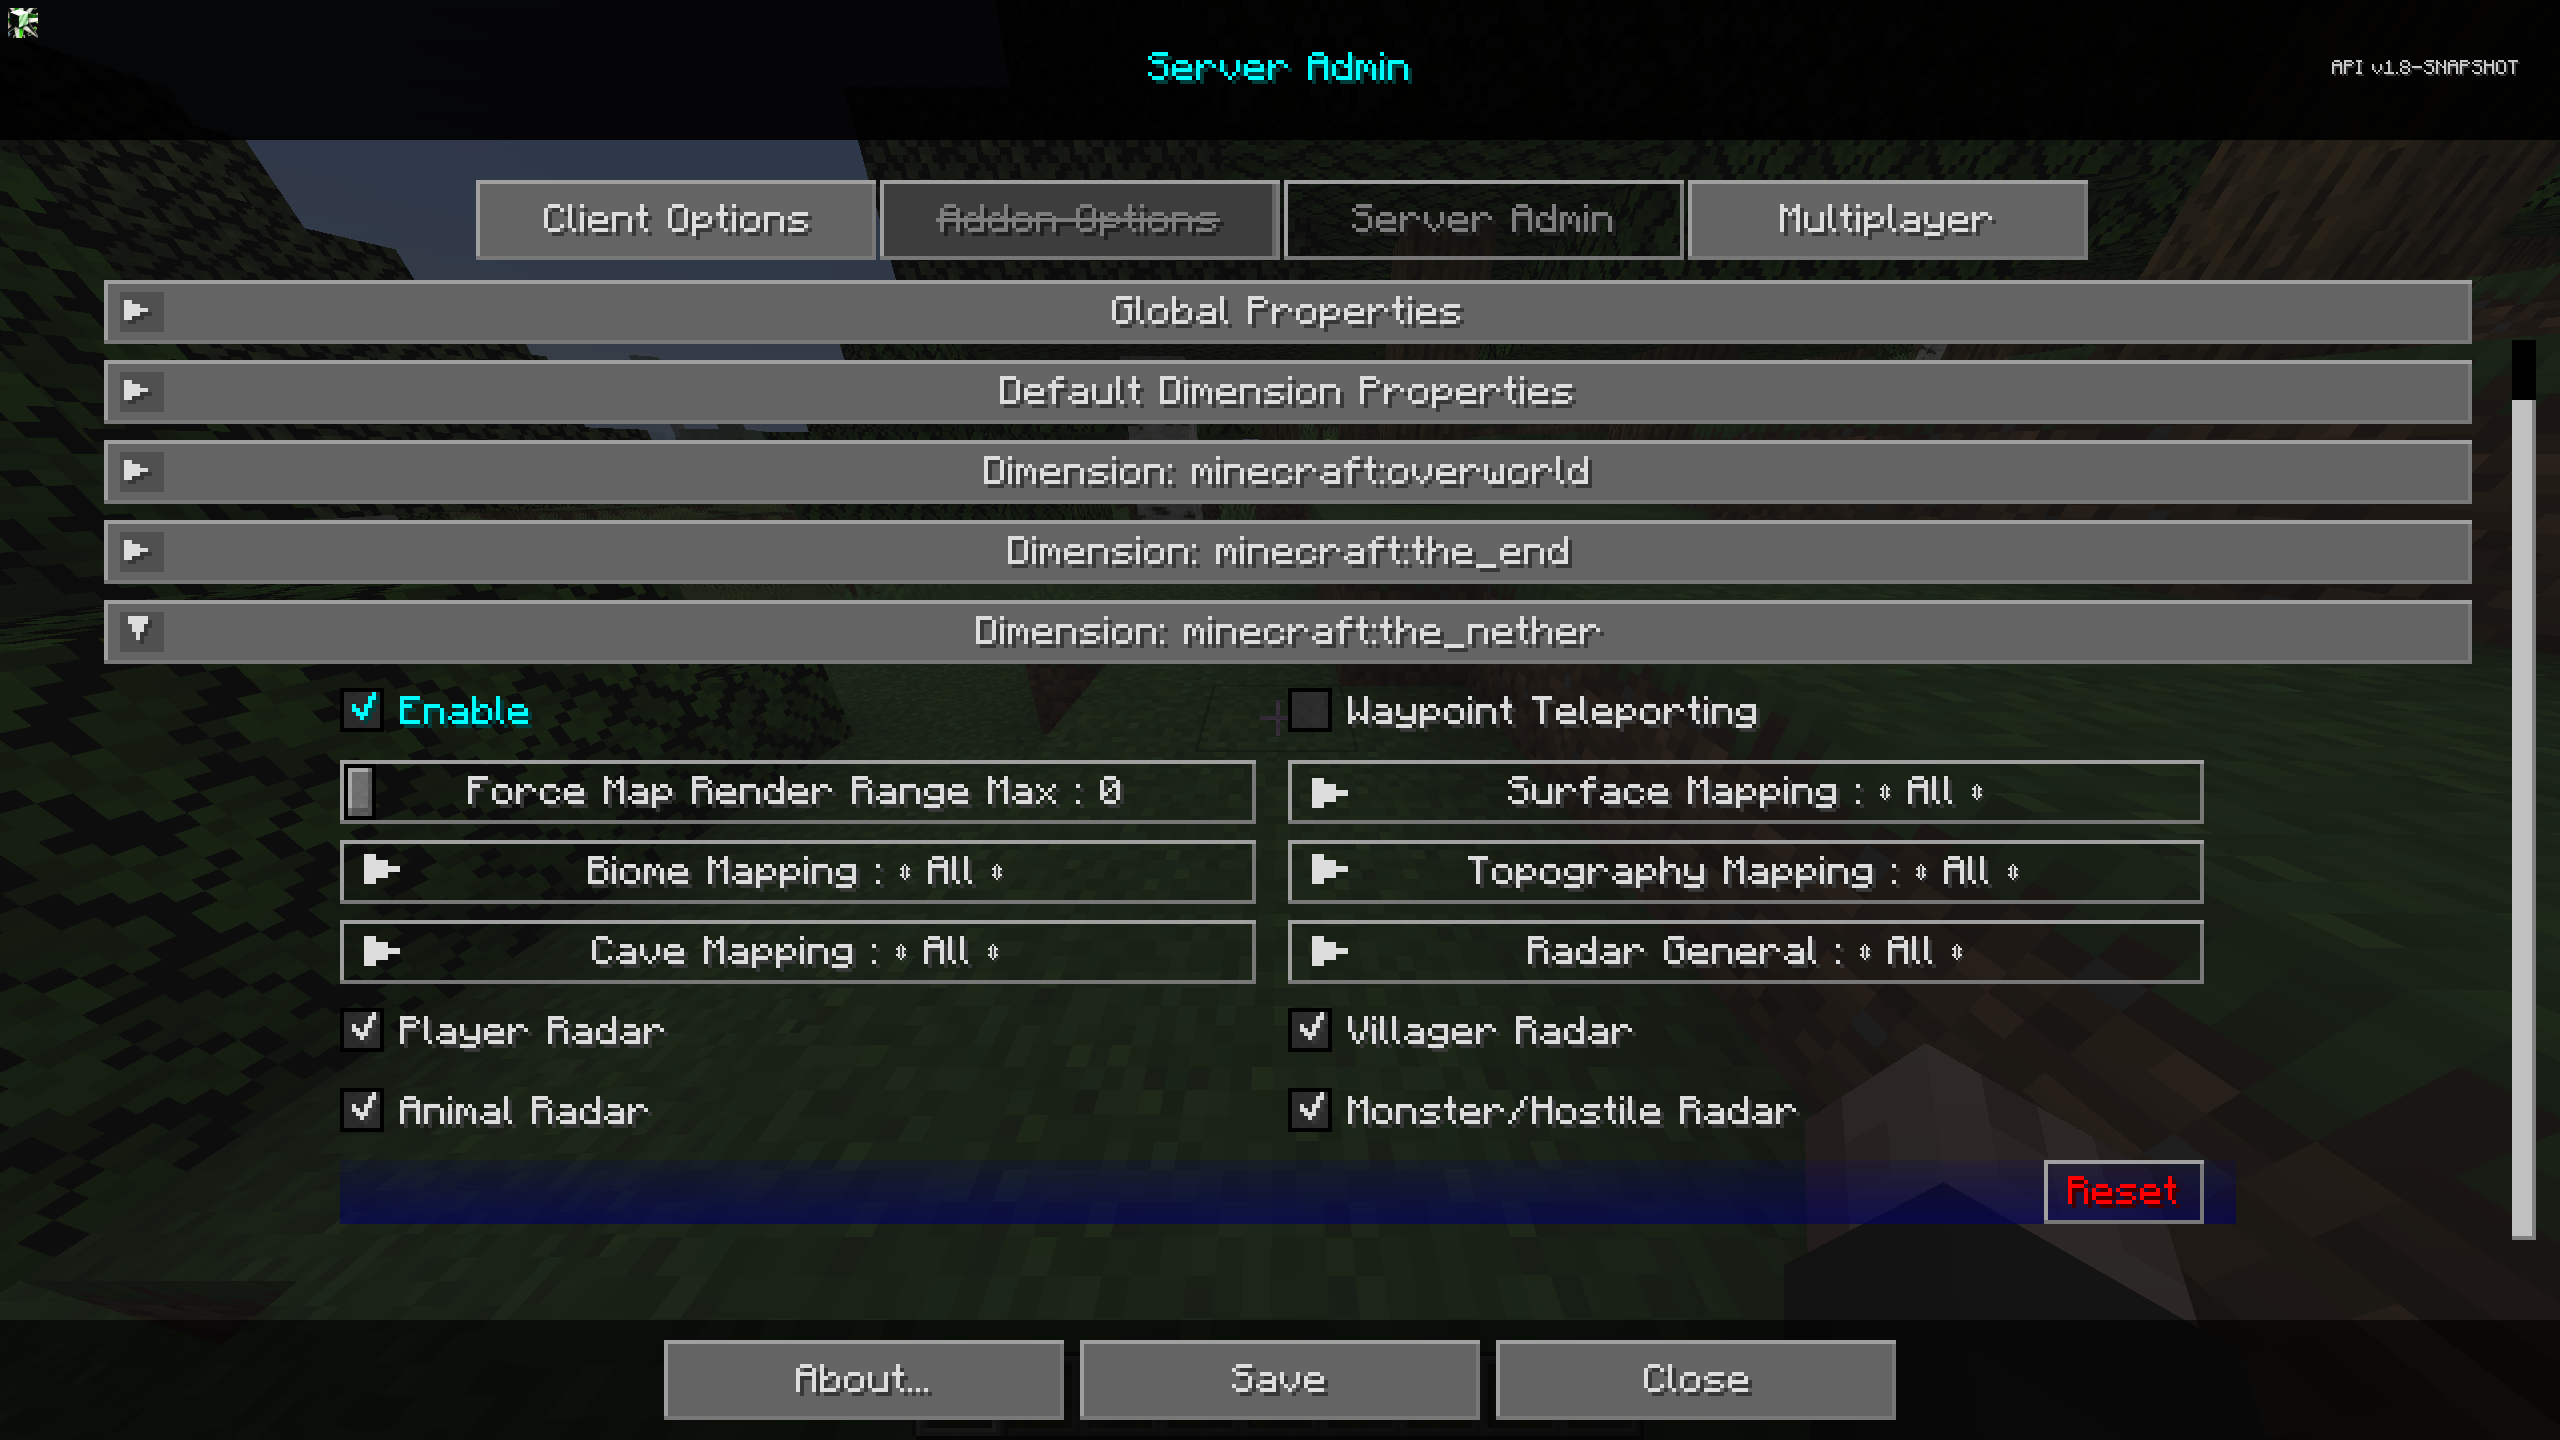 Server Admin
API v1.8-SNAPSHOT
Client Options
Addon Options
Server Admin
Multiplayer
Global Properties
Default Dimension Properties
Dimension: minecraft:overworld
Dimension: minecraft:the_end
Dimension: minecraft:the_nether
Enable
Waypoint Teleporting
Force Map Render Range Max : 0
Surface Mapping : ⇕ All ⇕
Biome Mapping : ⇕ All ⇕
Topography Mapping : ⇕ All ⇕
Cave Mapping : ⇕ All ⇕
Radar General : ⇕ All ⇕
Player Radar
Villager Radar
Animal Radar
Monster/Hostile Radar
Reset
About...
Save
Close